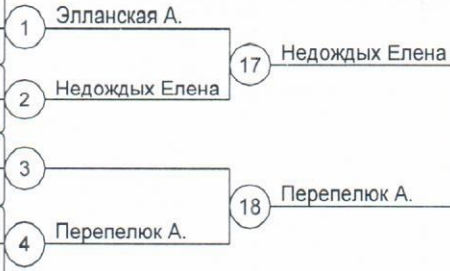 1 Элланская А.
17 Недождых Елена
2 Недождых Елена
3
18 Перепелюк А.
4 Перепелюк А.